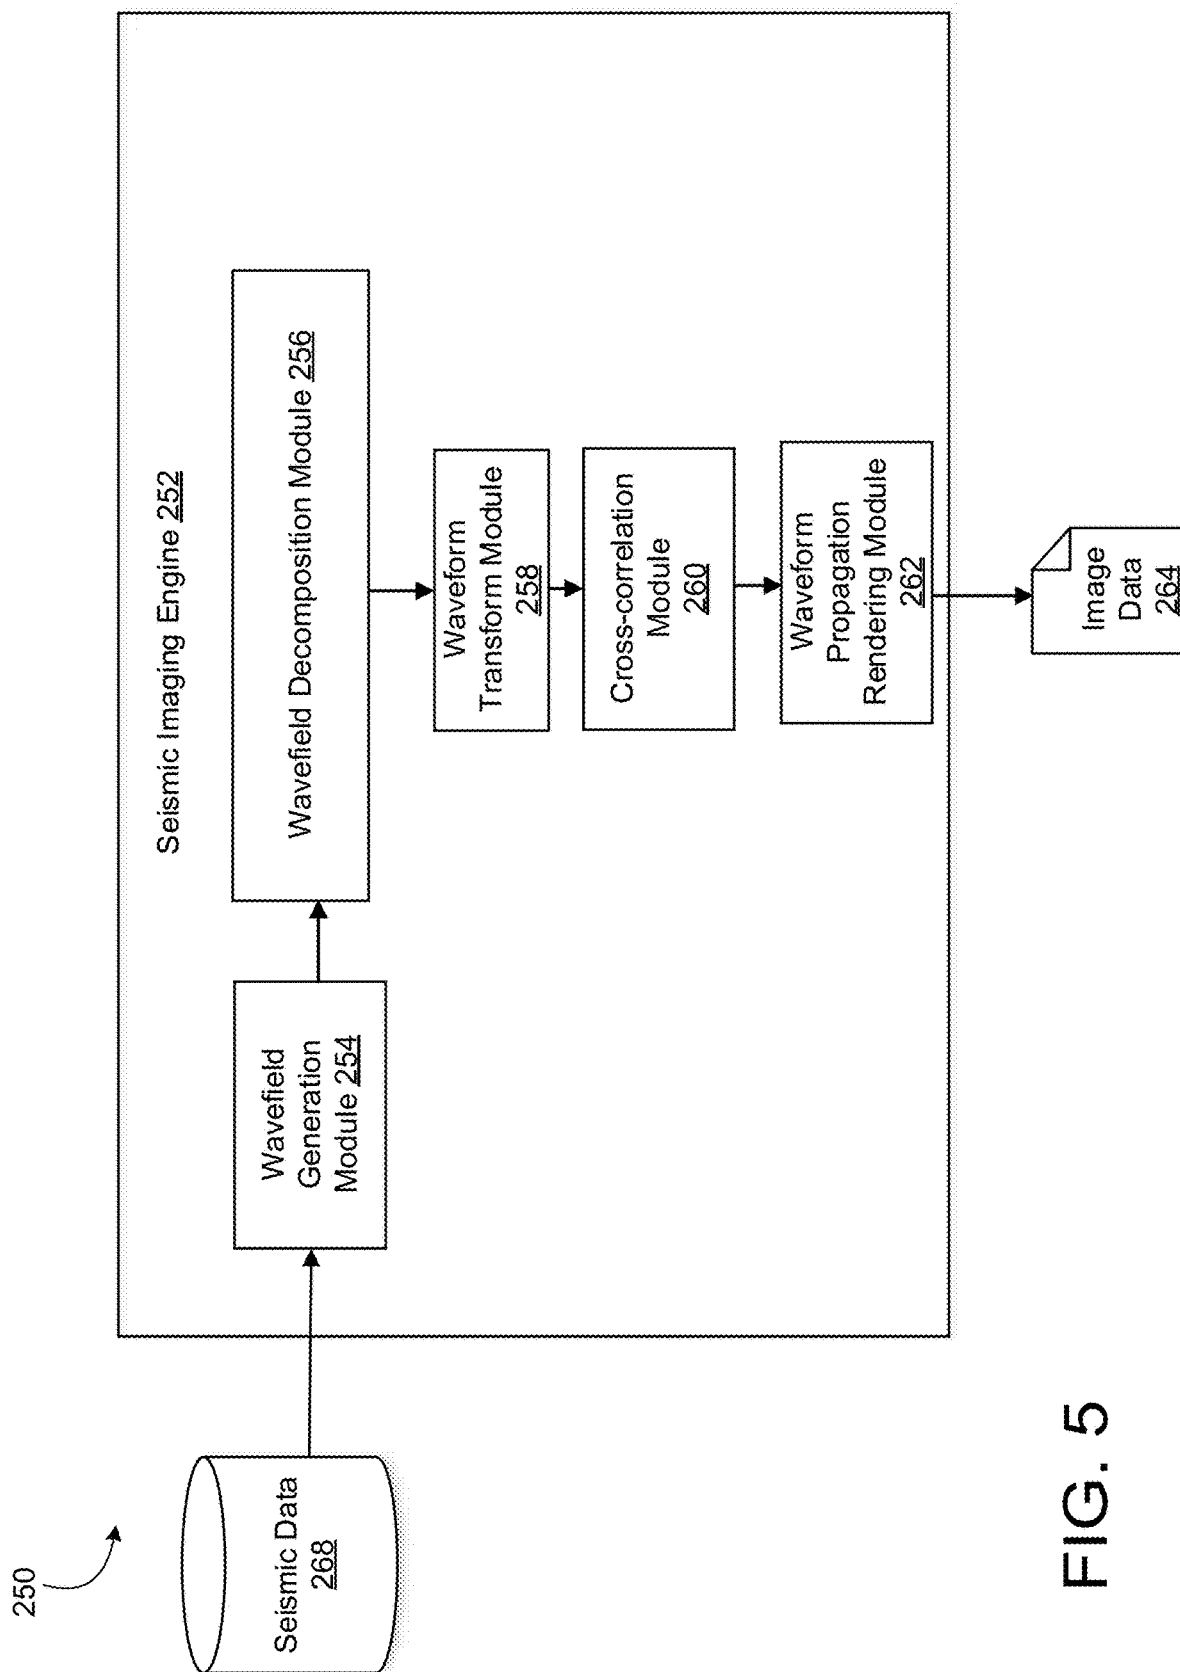 250
Seismic Imaging Engine 252
Seismic Data
268
Wavefield
Generation
Module 254
Wavefield Decomposition Module 256
Waveform
Transform Module
258
Cross-correlation
Module
260
Waveform
Propagation
Rendering Module
262
Image
Data
264
FIG. 5